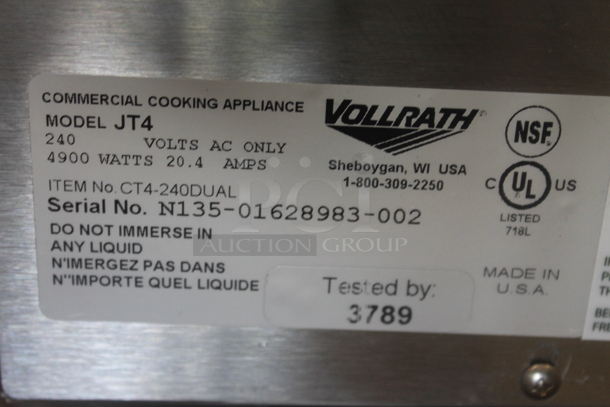 COMMERCIAL COOKING APPLIANCE
MODEL JT4
240 VOLTS AC ONLY
4900 WATTS 20.4 AMPS
ITEM No. CT4-240DUAL
Serial No. N135-01628983-002
DO NOT IMMERSE IN
ANY LIQUID
N'IMERGEZ PAS DANS
N"IMPORTE QUEL LIQUIDE
VOLLRATH
Sheboygan, WI USA
1-800-309-2250
NSF
C UL US
LISTED
718L
PCI
AUCTION GROUP
Tested by:
3789
MADE IN
U.S.A.